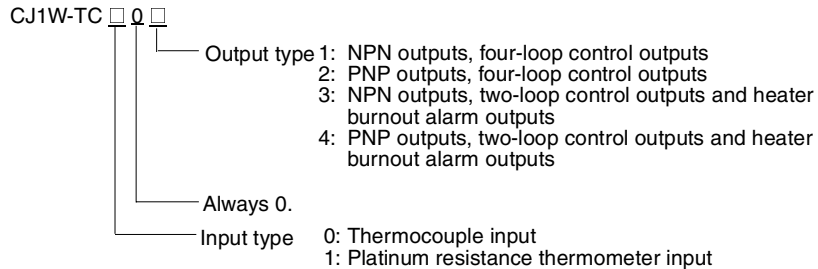 CJ1W-TC □ 0 □
Output type 1: NPN outputs, four-loop control outputs
2: PNP outputs, four-loop control outputs
3: NPN outputs, two-loop control outputs and heater
burnout alarm outputs
4: PNP outputs, two-loop control outputs and heater
burnout alarm outputs
Always 0.
Input type 0: Thermocouple input
1: Platinum resistance thermometer input